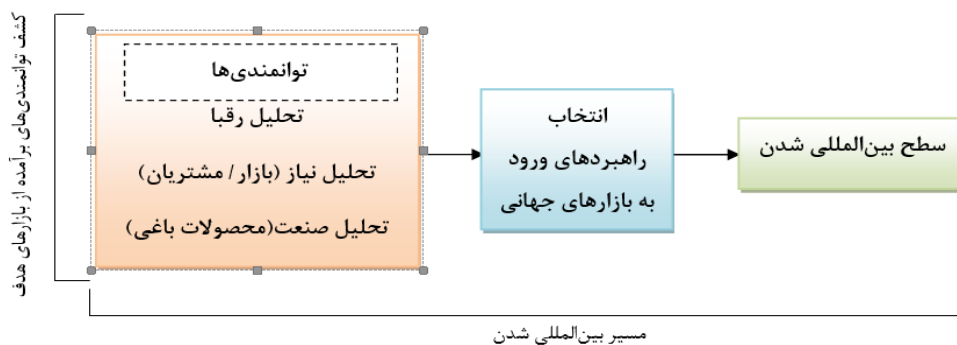 کشف توانمندی‌های برآمده از بازارهای هدف
توانمندی‌ها
تحلیل رقبا
تحلیل نیاز (بازار / مشتریان)
تحلیل صنعت(محصولات باغی)
انتخاب
راهبردهای ورود
به بازارهای جهانی
سطح بین‌المللی شدن
مسیر بین‌المللی شدن